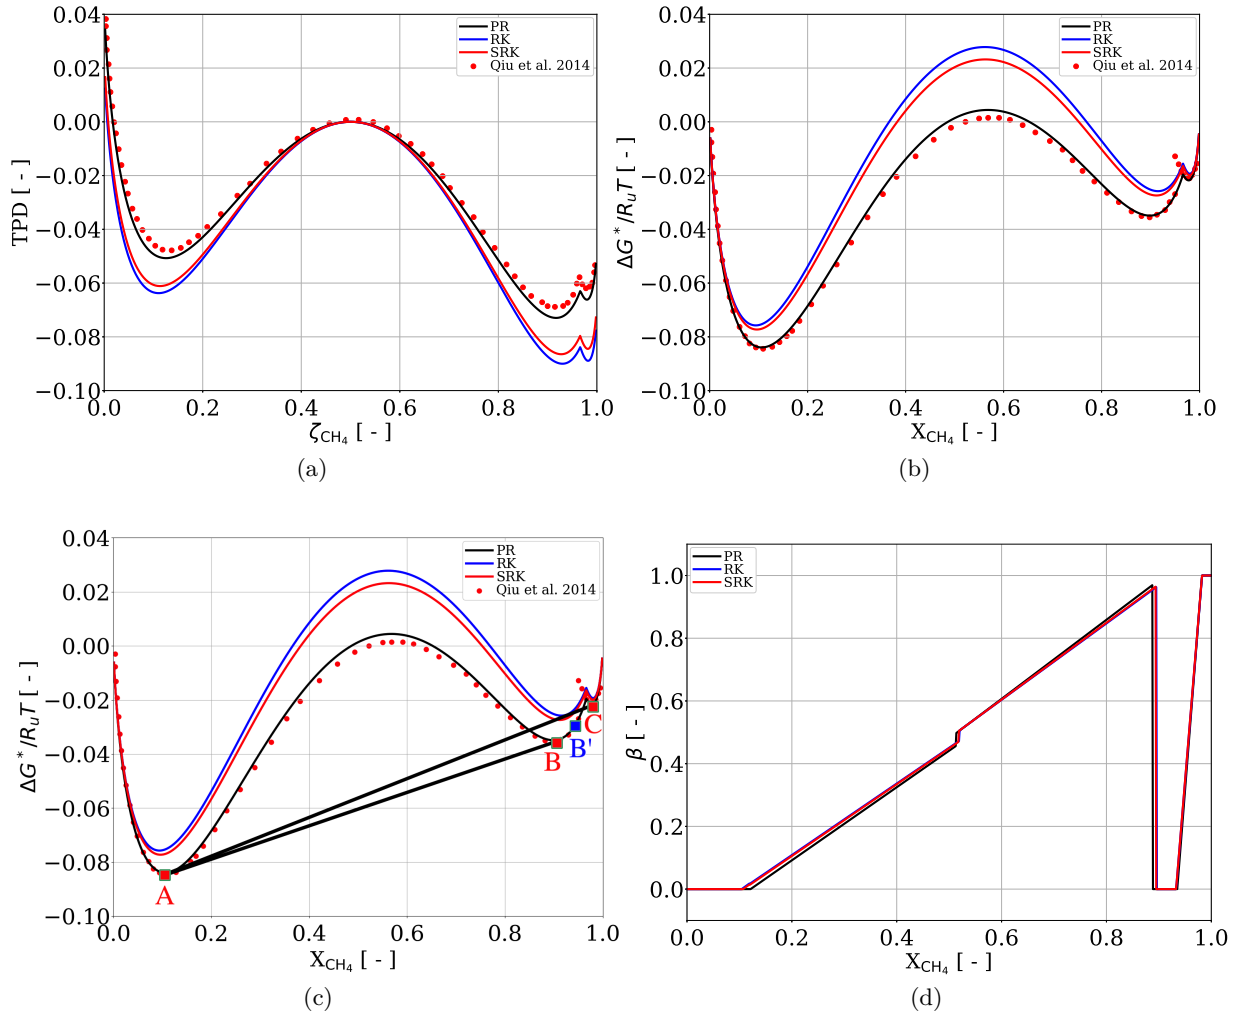 0.04
0.02
0.00
−0.02
−0.04
−0.06
−0.08
−0.10
TPD [ - ]
0.0 0.2 0.4 0.6 0.8 1.0
ζCH₄ [ - ]
PR
RK
SRK
Qiu et al. 2014
(a)
0.04
0.02
0.00
−0.02
−0.04
−0.06
−0.08
−0.10
ΔG*/RᵤT [ - ]
0.0 0.2 0.4 0.6 0.8 1.0
XCH₄ [ - ]
PR
RK
SRK
Qiu et al. 2014
(b)
0.04
0.02
0.00
−0.02
−0.04
−0.06
−0.08
−0.10
ΔG*/RᵤT [ - ]
0.0 0.2 0.4 0.6 0.8 1.0
XCH₄ [ - ]
PR
RK
SRK
Qiu et al. 2014
A
B
B'
C
(c)
1.0
0.8
0.6
0.4
0.2
0.0
β [ - ]
0.0 0.2 0.4 0.6 0.8 1.0
XCH₄ [ - ]
PR
RK
SRK
(d)